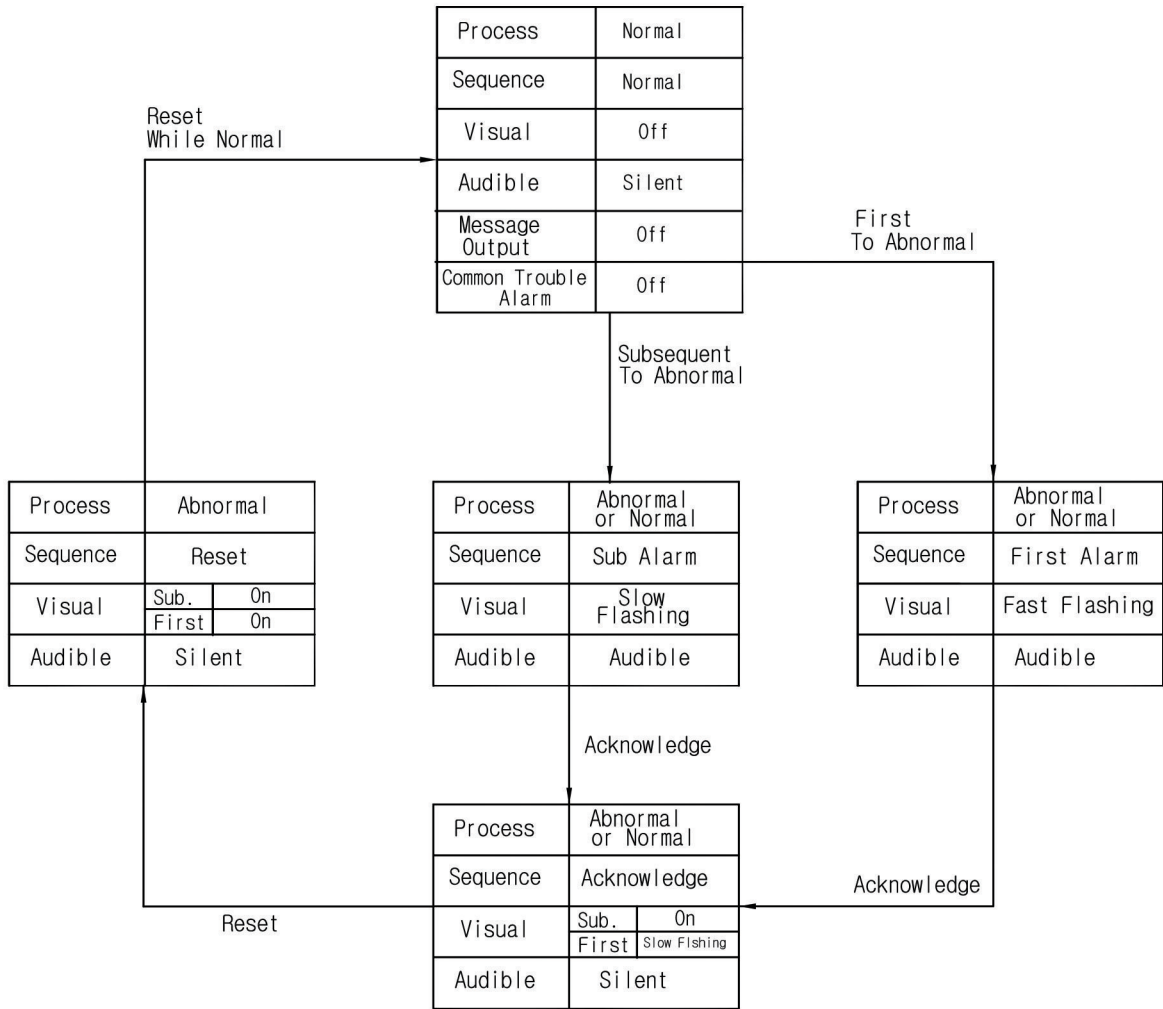 Process Normal
Sequence Normal
Visual Off
Audible Silent
Message
Output
Off
Common Trouble
Alarm
Off
Reset
While Normal
First
To Abnormal
Subsequent
To Abnormal
Process Abnormal
Sequence Reset
Visual
Sub. On
First On
Audible Silent
Process
Abnormal
or Normal
Sequence Sub Alarm
Visual
Slow
Flashing
Audible Audible
Process
Abnormal
or Normal
Sequence First Alarm
Visual Fast Flashing
Audible Audible
Acknowledge
Process
Abnormal
or Normal
Sequence Acknowledge
Visual
Sub. On
First Slow Flshing
Audible Silent
Acknowledge
Reset